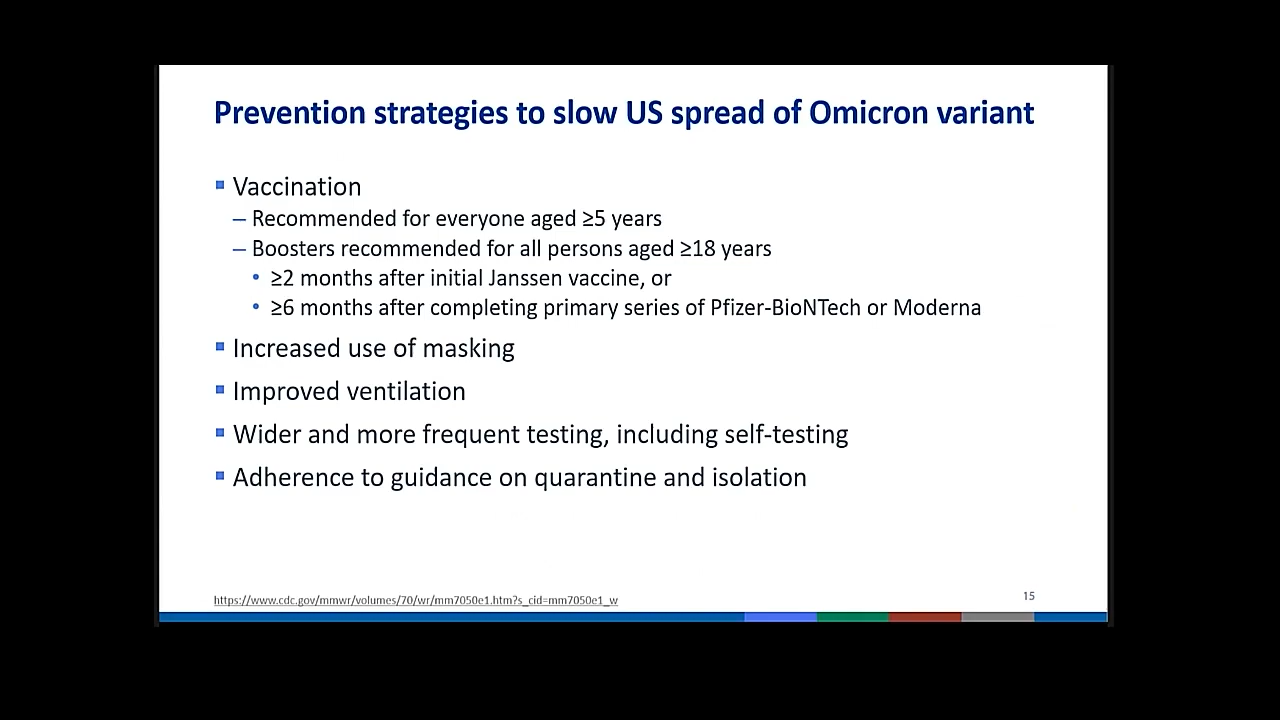 Prevention strategies to slow US spread of Omicron variant
▪ Vaccination
– Recommended for everyone aged ≥5 years
– Boosters recommended for all persons aged ≥18 years
• ≥2 months after initial Janssen vaccine, or
• ≥6 months after completing primary series of Pfizer-BioNTech or Moderna
▪ Increased use of masking
▪ Improved ventilation
▪ Wider and more frequent testing, including self-testing
▪ Adherence to guidance on quarantine and isolation
https://www.cdc.gov/mmwr/volumes/70/wr/mm7050e1.htm?s_cid=mm7050e1_w
15